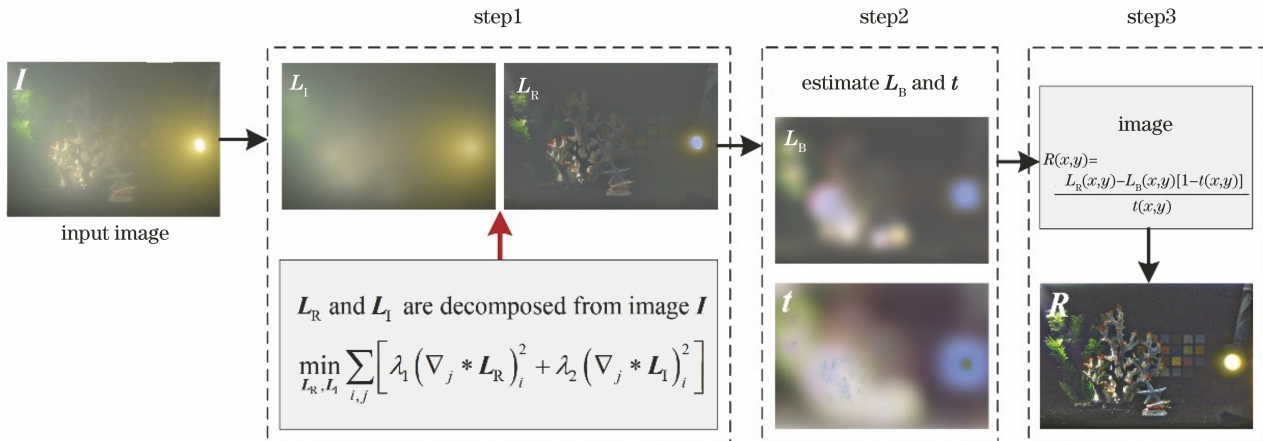 step1
step2
step3
I
input image
L_I
L_R
L_R and L_I are decomposed from image I
min_{L_R, L_I} ∑_{i,j} [λ_1 (∇_j * L_R)_i^2 + λ_2 (∇_j * L_I)_i^2]
estimate L_B and t
L_B
t
image
R(x,y)=
L_R(x,y)−L_B(x,y)[1−t(x,y)]
t(x,y)
R